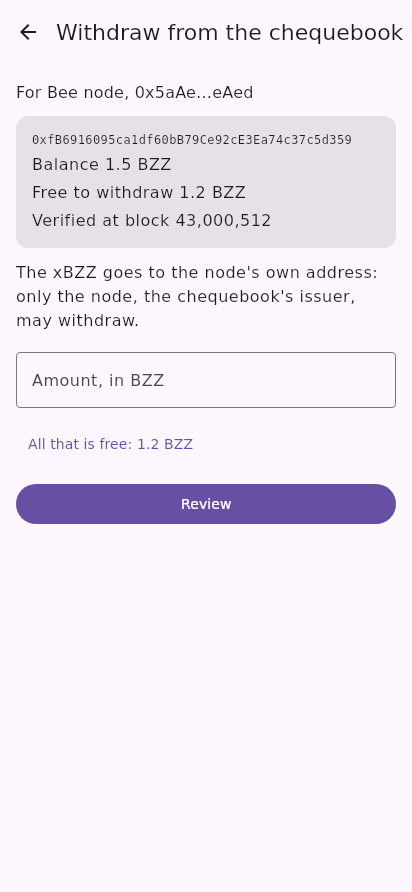 Withdraw from the chequebook
For Bee node, 0x5aAe...eAed
0xfB6916095ca1df60bB79Ce92cE3Ea74c37c5d359
Balance 1.5 BZZ
Free to withdraw 1.2 BZZ
Verified at block 43,000,512
The xBZZ goes to the node's own address:
only the node, the chequebook's issuer,
may withdraw.
Amount, in BZZ
All that is free: 1.2 BZZ
Review